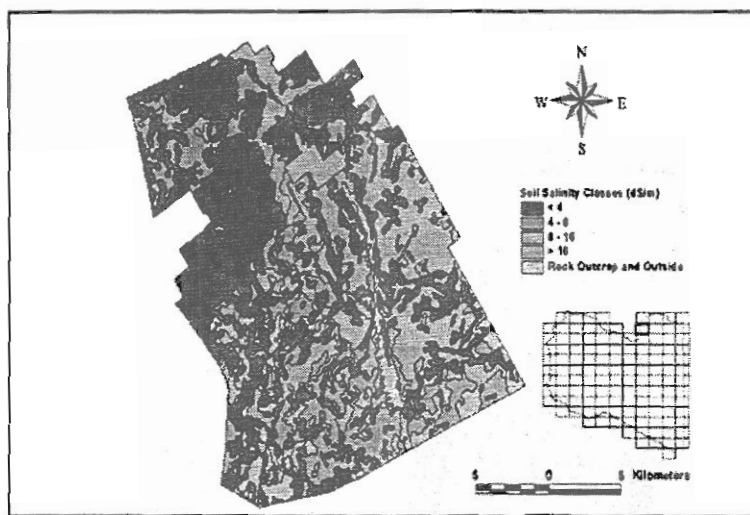 N
W E
S
Soil Salinity Classes (dS/m)
< 4
4 - 8
8 - 16
> 16
Rock Outcrop and Outside
5 0 5 Kilometers